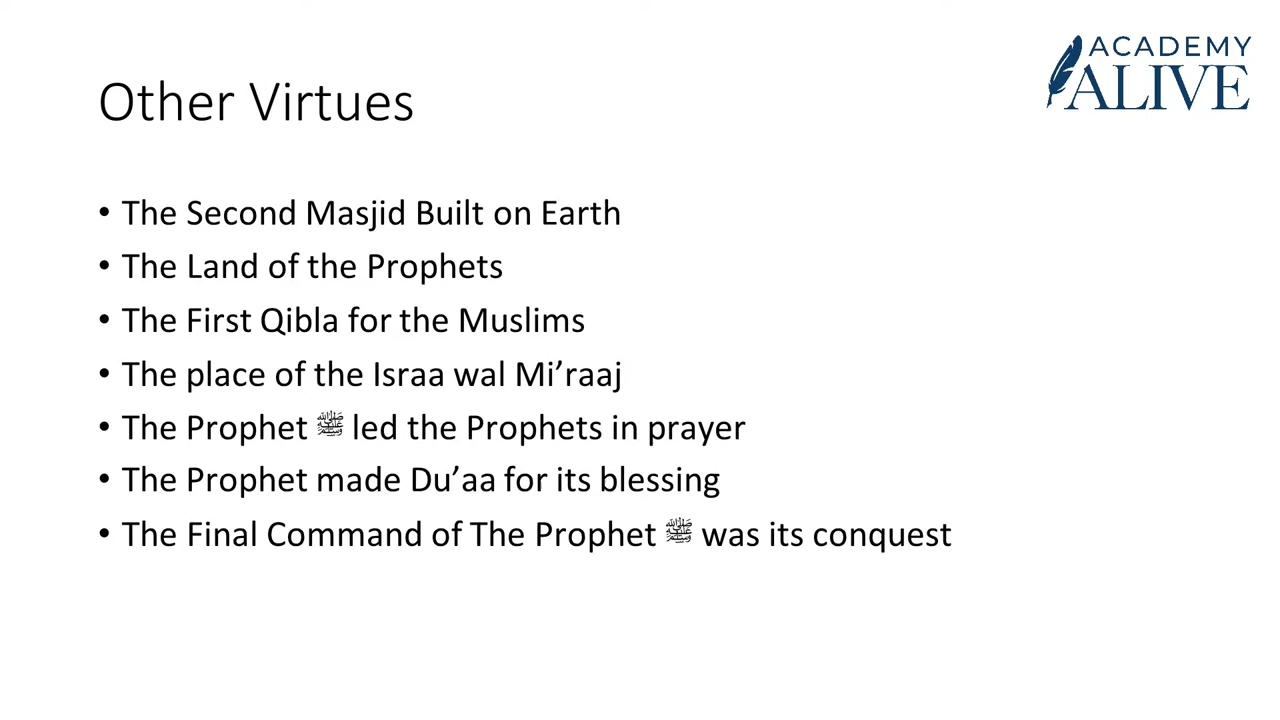 ACADEMY
ALIVE
Other Virtues
• The Second Masjid Built on Earth
• The Land of the Prophets
• The First Qibla for the Muslims
• The place of the Israa wal Mi’raaj
• The Prophet ﷺ led the Prophets in prayer
• The Prophet made Du’aa for its blessing
• The Final Command of The Prophet ﷺ was its conquest